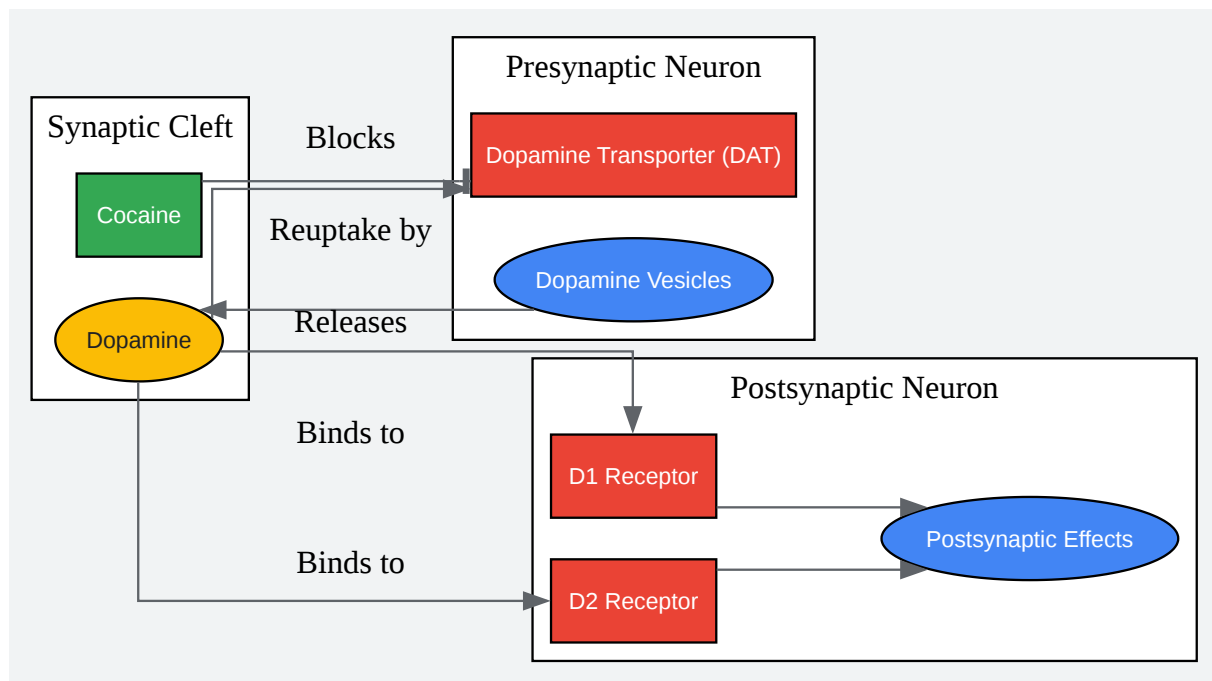 Presynaptic Neuron
Synaptic Cleft
Blocks
Dopamine Transporter (DAT)
Cocaine
Reuptake by
Dopamine Vesicles
Releases
Dopamine
Postsynaptic Neuron
Binds to
D1 Receptor
Postsynaptic Effects
Binds to
D2 Receptor